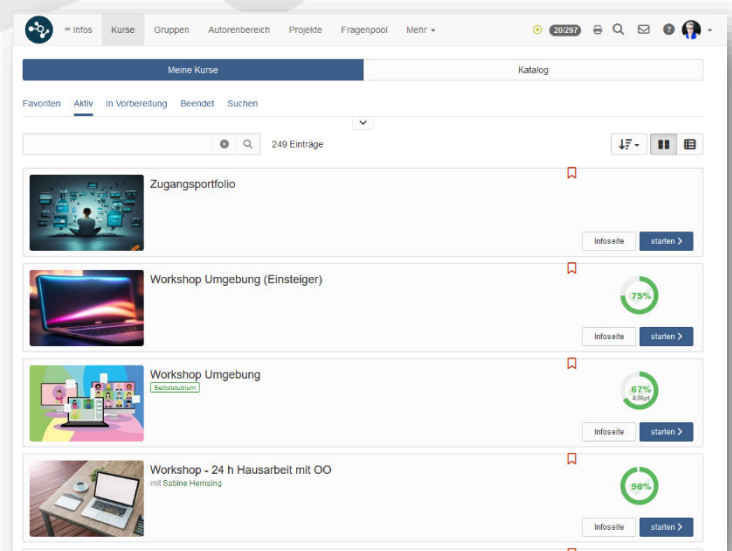 Infos Kurse Gruppen Autorenbereich Projekte Fragenpool Mehr 20/297
Meine Kurse Katalog
Favoriten Aktiv In Vorbereitung Beendet Suchen
249 Einträge
Zugangsportfolio
Infoseite starten
Workshop Umgebung (Einsteiger)
75%
Infoseite starten
Workshop Umgebung
Selbststudium
67%
Infoseite starten
Workshop - 24 h Hausarbeit mit OO
mit Sabine Hemsing
98%
Infoseite starten